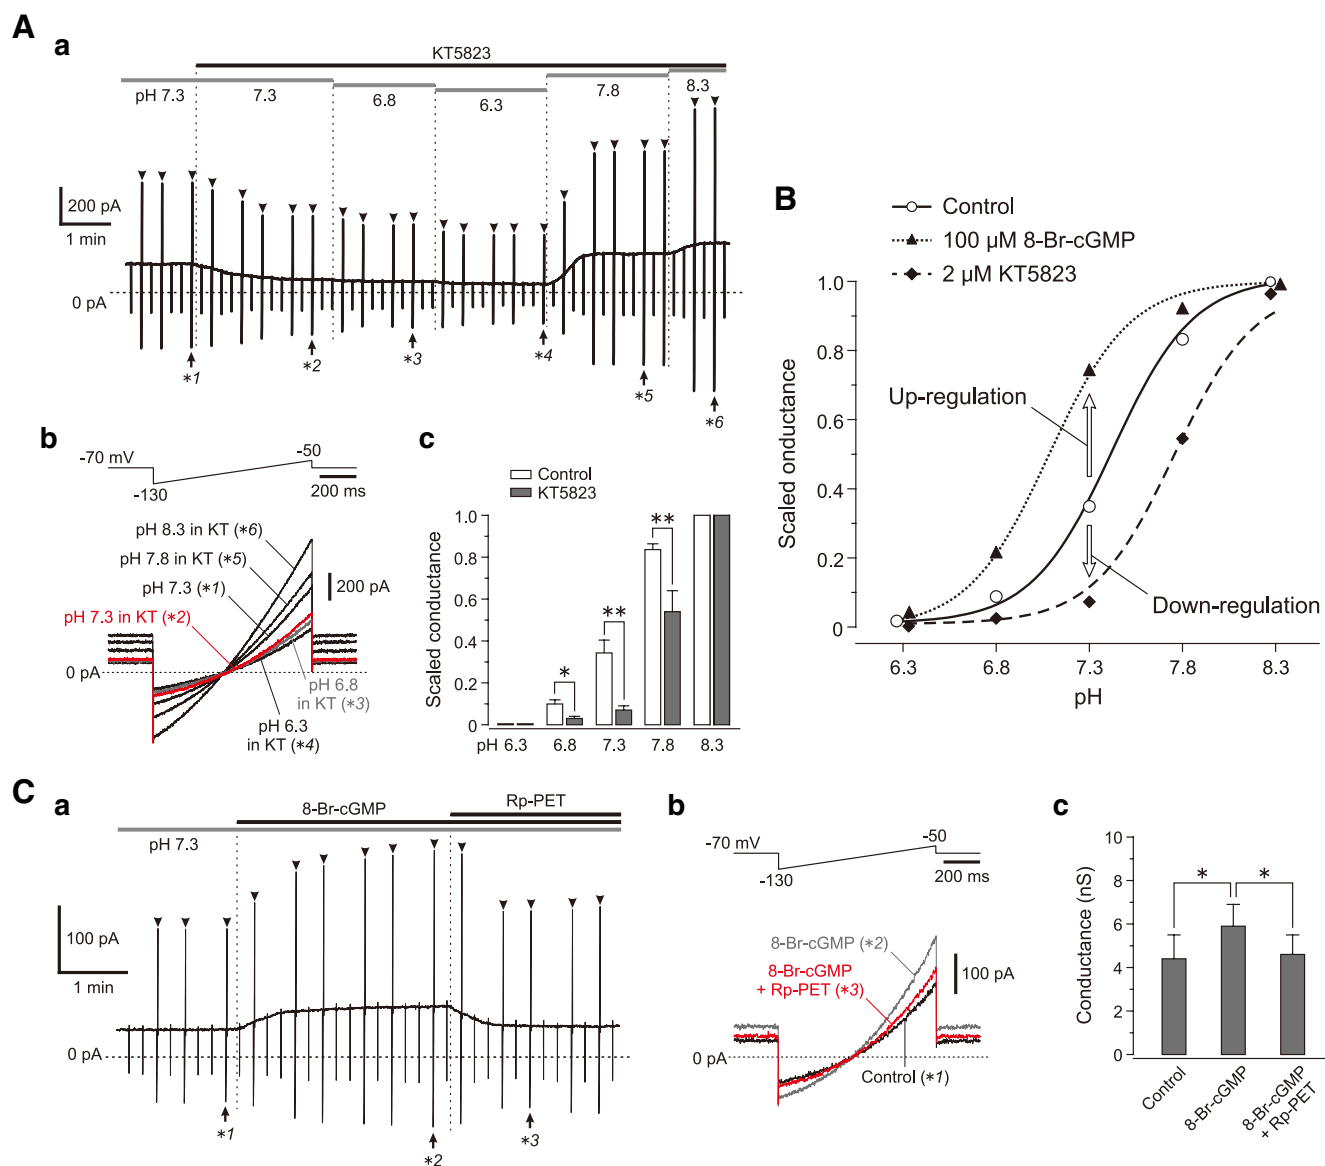 A
a
KT5823
pH 7.3
7.3
6.8
6.3
7.8
8.3
200 pA
1 min
0 pA
*1
*2
*3
*4
*5
*6
b
-70 mV
-50
-130
200 ms
pH 8.3 in KT (*6)
pH 7.8 in KT (*5)
pH 7.3 (*1)
pH 7.3 in KT (*2)
200 pA
0 pA
pH 6.8
in KT (*3)
pH 6.3
in KT (*4)
c
Control
KT5823
Scaled conductance
1.0
0.8
0.6
0.4
0.2
0
*
**
**
pH 6.3
6.8
7.3
7.8
8.3
B
Control
100 µM 8-Br-cGMP
2 µM KT5823
Scaled onductance
1.0
0.8
0.6
0.4
0.2
0
Up-regulation
Down-regulation
6.3
6.8
7.3
7.8
8.3
pH
C
a
8-Br-cGMP
Rp-PET
pH 7.3
100 pA
1 min
0 pA
*1
*2
*3
b
-70 mV
-50
-130
200 ms
8-Br-cGMP (*2)
8-Br-cGMP
+ Rp-PET (*3)
100 pA
0 pA
Control (*1)
c
Conductance (nS)
10
8
6
4
2
0
*
*
Control
8-Br-cGMP
8-Br-cGMP
+ Rp-PET